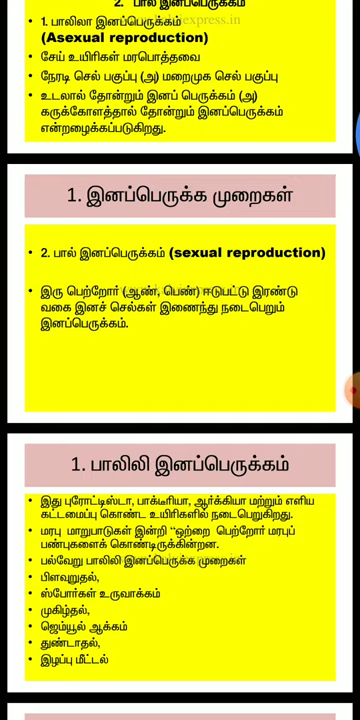 2. பால் இனப்பெருக்கம்
• 1. பாலிலா இனப்பெருக்கம்
(Asexual reproduction)
• சேய் உயிரிகள் மரபொத்தவை
• நேரடி செல் பகுப்பு (அ) மறைமுக செல் பகுப்பு
• உடலால் தோன்றும் இனப் பெருக்கம் (அ)
கருக்கோளத்தால் தோன்றும் இனப்பெருக்கம்
என்றழைக்கப்படுகிறது.
1. இனப்பெருக்க முறைகள்
• 2. பால் இனப்பெருக்கம் (sexual reproduction)
• இரு பெற்றோர் (ஆண், பெண்) ஈடுபட்டு இரண்டு
வகை இனச் செல்கள் இணைந்து நடைபெறும்
இனப்பெருக்கம்.
1. பாலிலி இனப்பெருக்கம்
• இது புரோட்டிஸ்டா, பாக்டீரியா, ஆர்க்கியா மற்றும் எளிய
கட்டமைப்பு கொண்ட உயிரிகளில் நடைபெறுகிறது.
• மரபு மாறுபாடுகள் இன்றி “ஒற்றை பெற்றோர் மரபுப்
பண்புகளைக் கொண்டிருக்கின்றன.
• பல்வேறு பாலிலி இனப்பெருக்க முறைகள்
• பிளவுறுதல்,
• ஸ்போர்கள் உருவாக்கம்
• முகிழ்தல்,
• ஜெம்யூல் ஆக்கம்
• துண்டாதல்,
• இழப்பு மீட்டல்